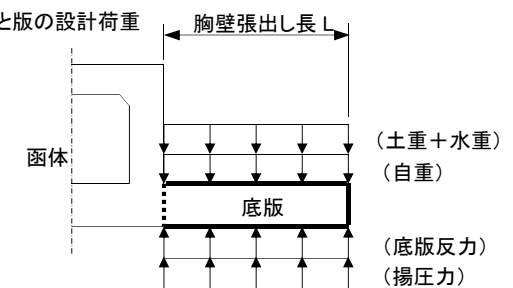 と版の設計荷重
胸壁張出し長 L
函体
(土重+水重)
(自重)
底版
(底版反力)
(揚圧力)